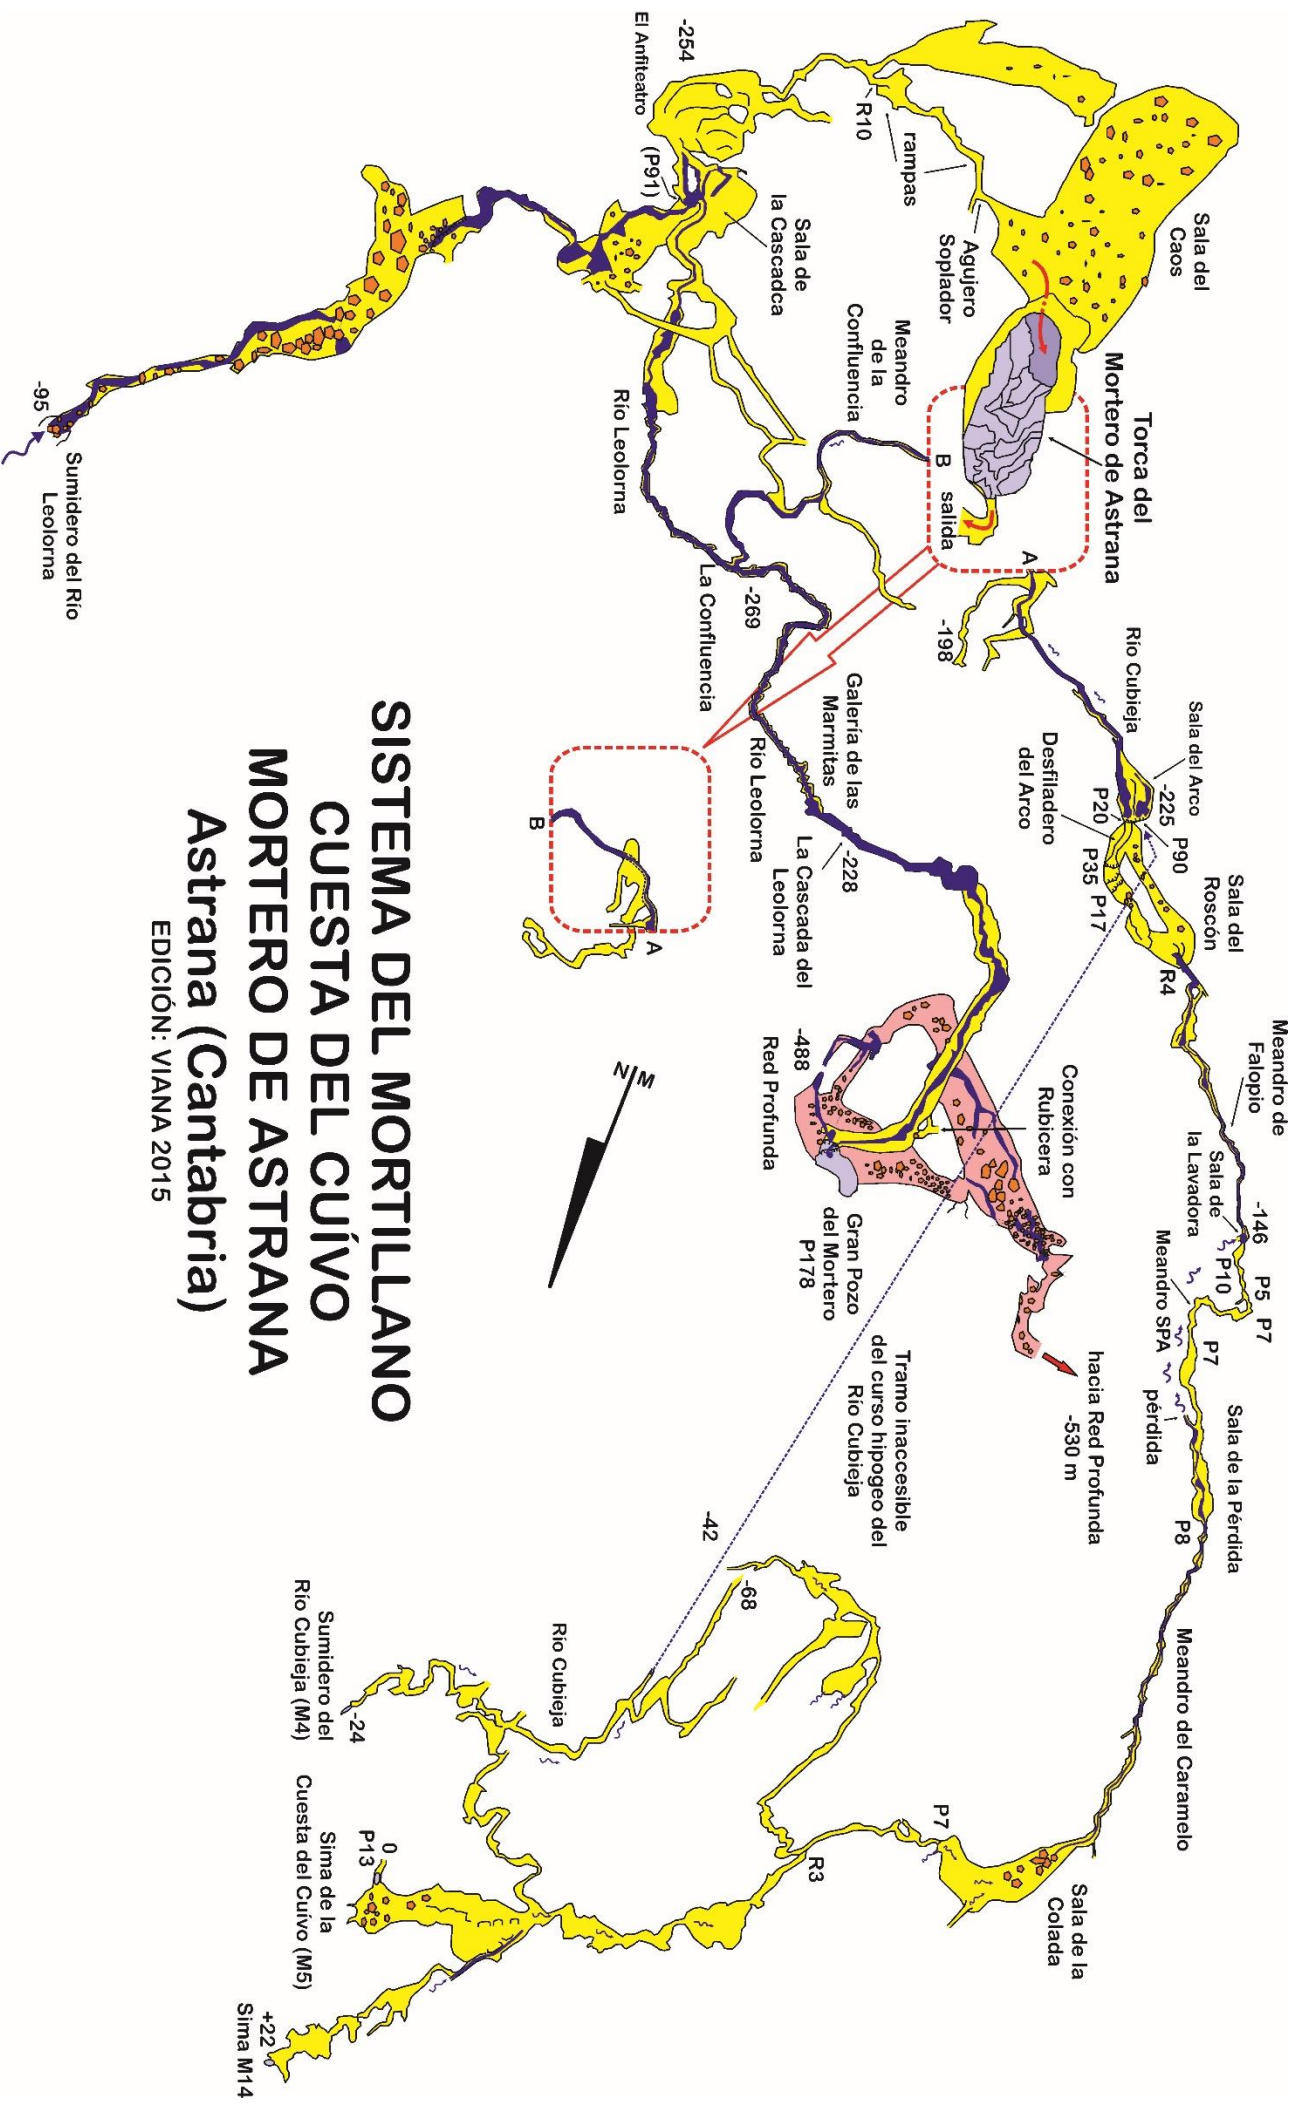 -254
El Anfiteatro
R10
rampas
Agujero
Soplador
Sala del
Caos
(P91)
Sala de
la Cascadca
Meandro
de la
Confluencia
Torca del
Mortero de Astrana
B
salida
A
-198
Río Leolorna
-95
Sumidero del Río
Leolorna
La Confluencia
-269
Río Leolorna
Galería de las
Marmitas
-228
La Cascada del
Leolorna
Río Cubieja
Sala del Arco
-225
P20
P90
Desfiladero
del Arco
P35
P17
Sala del
Roscón
R4
Meandro de
Falopio
Sala de
la Lavadora
-146
P10
P5
P7
Meandro SPA
P7
pérdida
Sala de la Pérdida
P8
Meandro del Caramelo
Sala de la
Colada
P7
R3
B
A
-488
Red Profunda
Conexión con
Rubicera
Gran Pozo
del Mortero
P178
hacia Red Profunda
-530 m
Tramo inaccesible
del curso hipogeo del
Río Cubieja
-42
-68
Río Cubieja
Sumidero del
Río Cubieja (M4)
-24
Sima de la
Cuesta del Cuívo (M5)
0
P13
+22
Sima M14
N/M
SISTEMA DEL MORTILLANO
CUESTA DEL CUÍVO
MORTERO DE ASTRANA
Astrana (Cantabria)
EDICIÓN: VIANA 2015